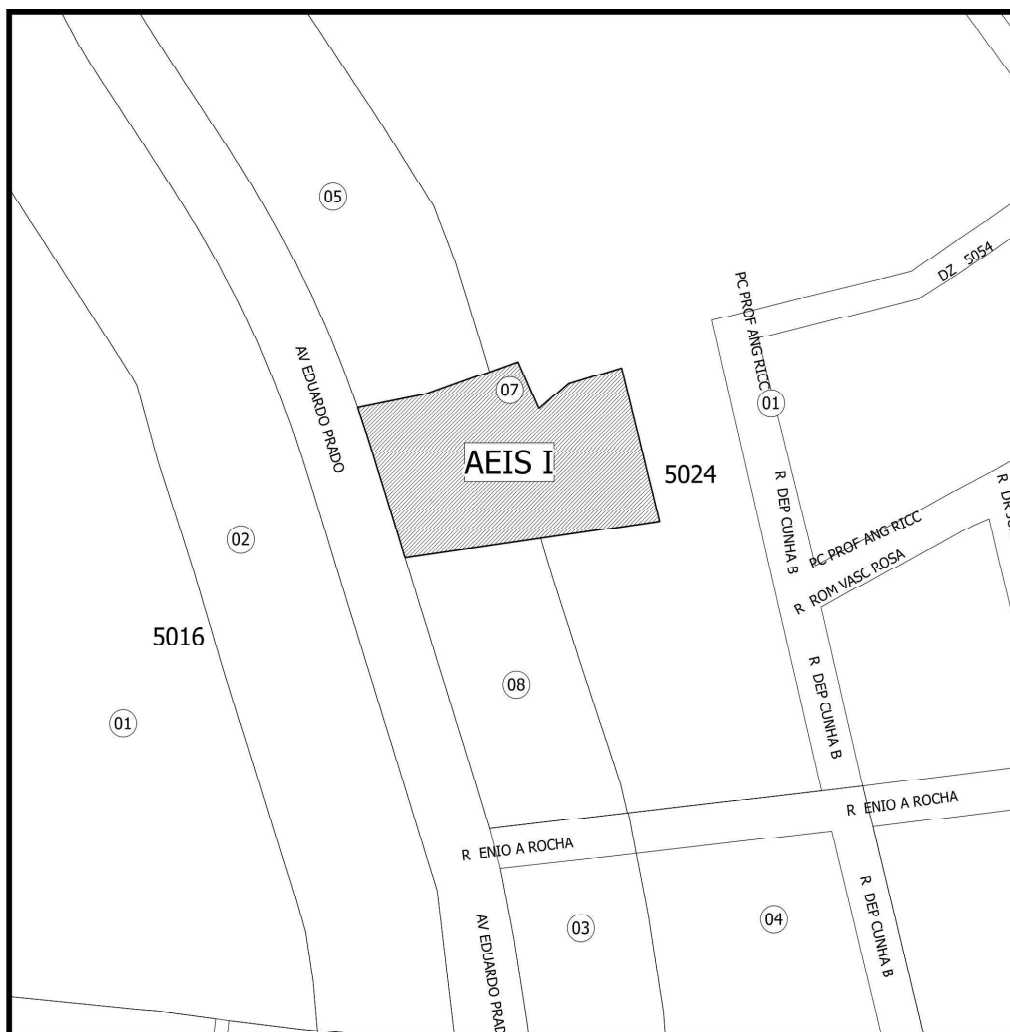 05
DZ 5054
PC PROF ANG RICC
AV EDUARDO PRADO
07
01
AEIS I
5024
R DEP CUNHA B
PC PROF ANG RICC
02
R ROM VASC ROSA
5016
08
R DEP CUNHA B
01
R ENIO A ROCHA
R ENIO A ROCHA
03
04
R DEP CUNHA B
AV EDUARDO PRAD